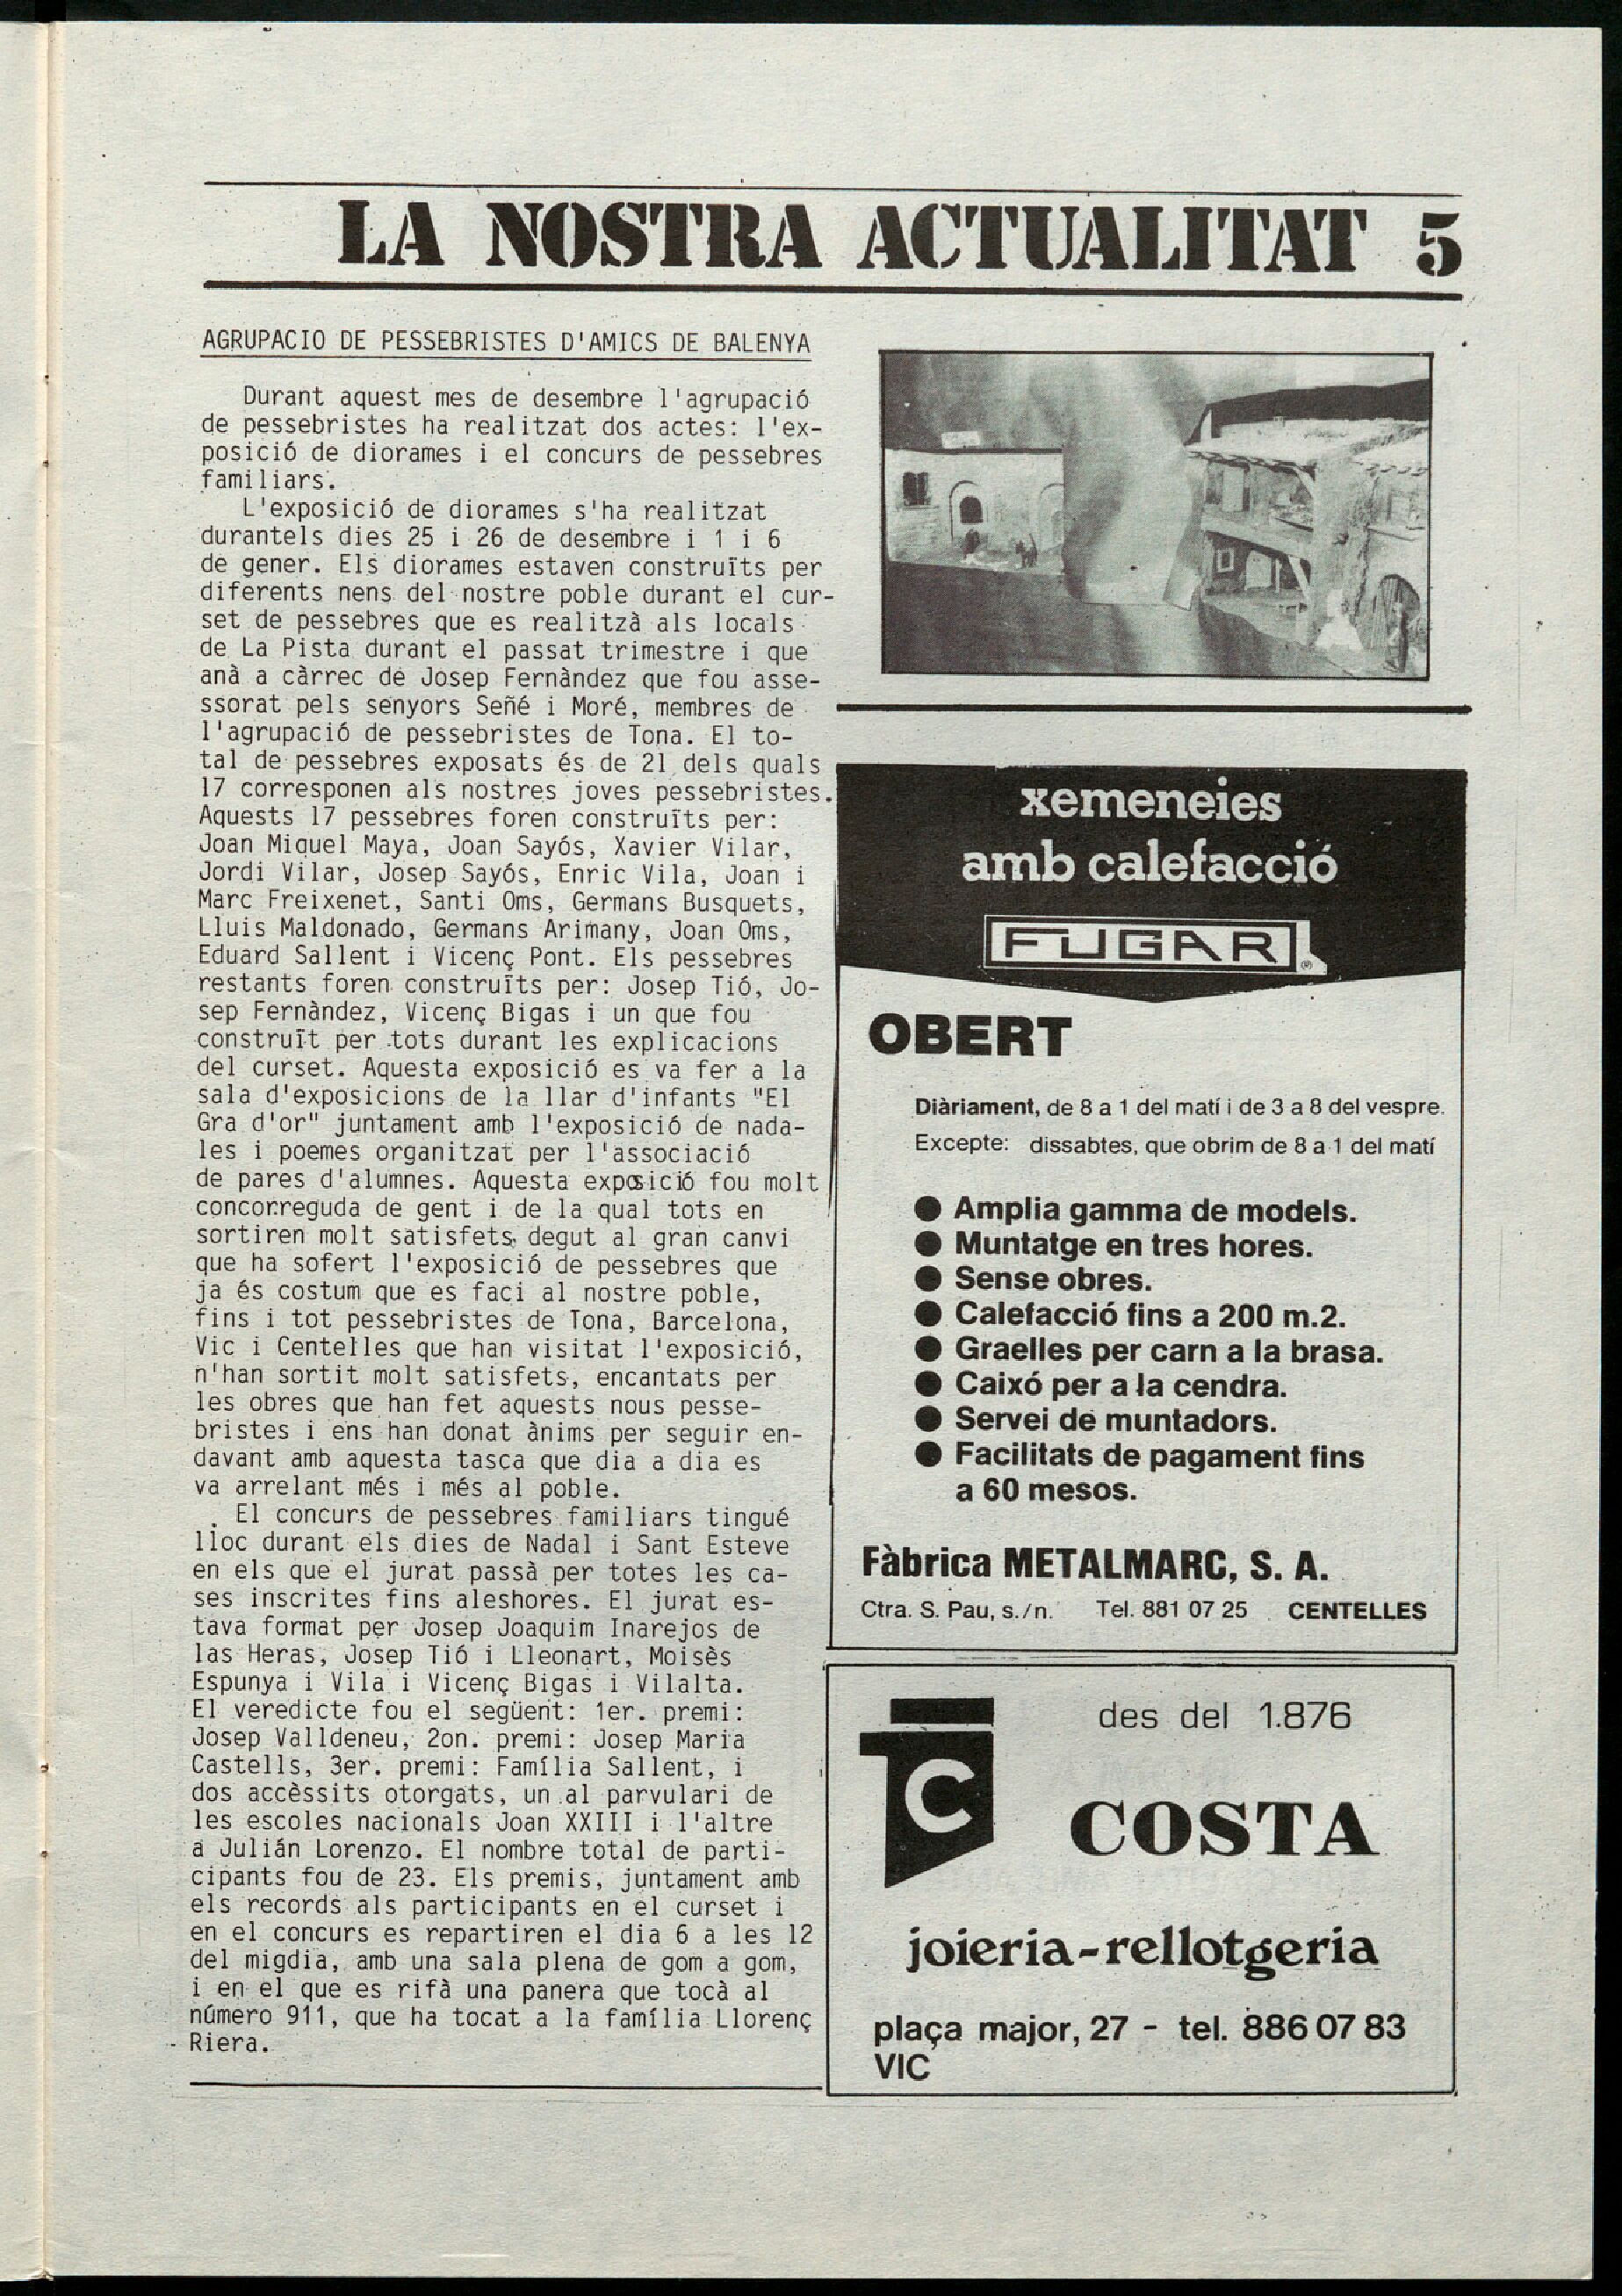 LA NOSTRA ACTUALITAT 5
AGRUPACIO DE PESSEBRISTES D'AMICS DE BALENYA
Durant aquest mes de desembre l'agrupació
de pessebristes ha realitzat dos actes: l'ex-
posició de diorames i el concurs de pessebres
familiars.
L'exposició de diorames s'ha realitzat
durantels dies 25 i 26 de desembre i 1 i 6
de gener. Els diorames estaven construïts per
diferents nens del nostre poble durant el cur-
set de pessebres que es realitzà als locals
de La Pista durant el passat trimestre i que
anà a càrrec de Josep Fernàndez que fou asse-
ssorat pels senyors Señé i Moré, membres de
l'agrupació de pessebristes de Tona. El to-
tal de pessebres exposats és de 21 dels quals
17 corresponen als nostres joves pessebristes.
Aquests 17 pessebres foren construïts per:
Joan Miquel Maya, Joan Sayós, Xavier Vilar,
Jordi Vilar, Josep Sayós, Enric Vila, Joan i
Marc Freixenet, Santi Oms, Germans Busquets,
Lluis Maldonado, Germans Arimany, Joan Oms,
Eduard Sallent i Vicenç Pont. Els pessebres
restants foren construïts per: Josep Tió, Jo-
sep Fernàndez, Vicenç Bigas i un que fou
construït per tots durant les explicacions
del curset. Aquesta exposició es va fer a la
sala d'exposicions de la llar d'infants "El
Gra d'or" juntament amb l'exposició de nada-
les i poemes organitzat per l'associació
de pares d'alumnes. Aquesta exposició fou molt
concorreguda de gent i de la qual tots en
sortiren molt satisfets degut al gran canvi
que ha sofert l'exposició de pessebres que
ja és costum que es faci al nostre poble,
fins i tot pessebristes de Tona, Barcelona,
Vic i Centelles que han visitat l'exposició,
n'han sortit molt satisfets, encantats per
les obres que han fet aquests nous pesse-
bristes i ens han donat ànims per seguir en-
davant amb aquesta tasca que dia a dia es
va arrelant més i més al poble.
El concurs de pessebres familiars tingué
lloc durant els dies de Nadal i Sant Esteve
en els que el jurat passà per totes les ca-
ses inscrites fins aleshores. El jurat es-
tava format per Josep Joaquim Inarejos de
las Heras, Josep Tió i Lleonart, Moisès
Espunya i Vila i Vicenç Bigas i Vilalta.
El veredicte fou el següent: 1er. premi:
Josep Valldeneu, 2on. premi: Josep Maria
Castells, 3er. premi: Família Sallent, i
dos accèssits otorgats, un al parvulari de
les escoles nacionals Joan XXIII i l'altre
a Julián Lorenzo. El nombre total de parti-
cipants fou de 23. Els premis, juntament amb
els records als participants en el curset i
en el concurs es repartiren el dia 6 a les 12
del migdia, amb una sala plena de gom a gom,
i en el que es rifà una panera que tocà al
número 911, que ha tocat a la família Llorenç
Riera.
xemeneies
amb calefacció
FUGAR ®
OBERT
Diàriament, de 8 a 1 del matí i de 3 a 8 del vespre.
Excepte: dissabtes, que obrim de 8 a 1 del matí
● Amplia gamma de models.
● Muntatge en tres hores.
● Sense obres.
● Calefacció fins a 200 m.2.
● Graelles per carn a la brasa.
● Caixó per a la cendra.
● Servei de muntadors.
● Facilitats de pagament fins
a 60 mesos.
Fàbrica METALMARC, S. A.
Ctra. S. Pau, s./n. Tel. 881 07 25 CENTELLES
des del 1.876
C
COSTA
joieria-rellotgeria
plaça major, 27 - tel. 886 07 83
VIC